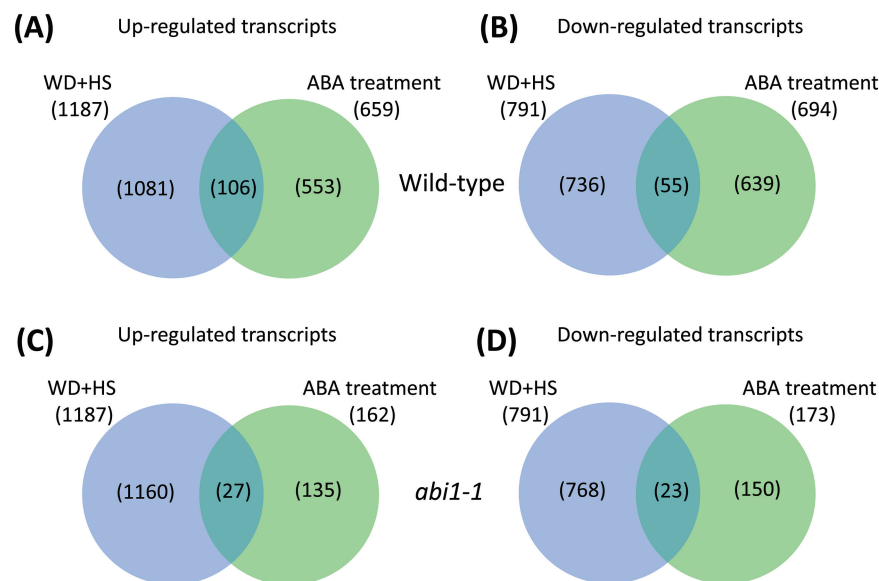 (A)
Up-regulated transcripts
WD+HS
(1187)
ABA treatment
(659)
(1081)
(106)
(553)
(B)
Down-regulated transcripts
WD+HS
(791)
ABA treatment
(694)
(736)
(55)
(639)
Wild-type
(C)
Up-regulated transcripts
WD+HS
(1187)
ABA treatment
(162)
(1160)
(27)
(135)
(D)
Down-regulated transcripts
WD+HS
(791)
ABA treatment
(173)
(768)
(23)
(150)
abi1-1